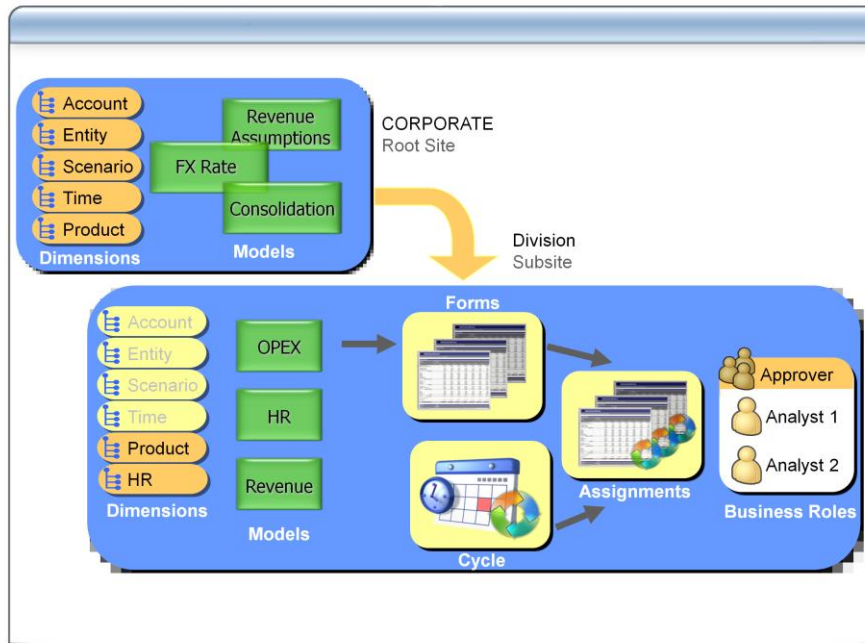 Account
Entity
Scenario
Time
Product
Dimensions
Revenue
Assumptions
FX Rate
Consolidation
Models
CORPORATE
Root Site
Division
Subsite
Account
Entity
Scenario
Time
Product
HR
Dimensions
OPEX
HR
Revenue
Models
Forms
Cycle
Assignments
Approver
Analyst 1
Analyst 2
Business Roles